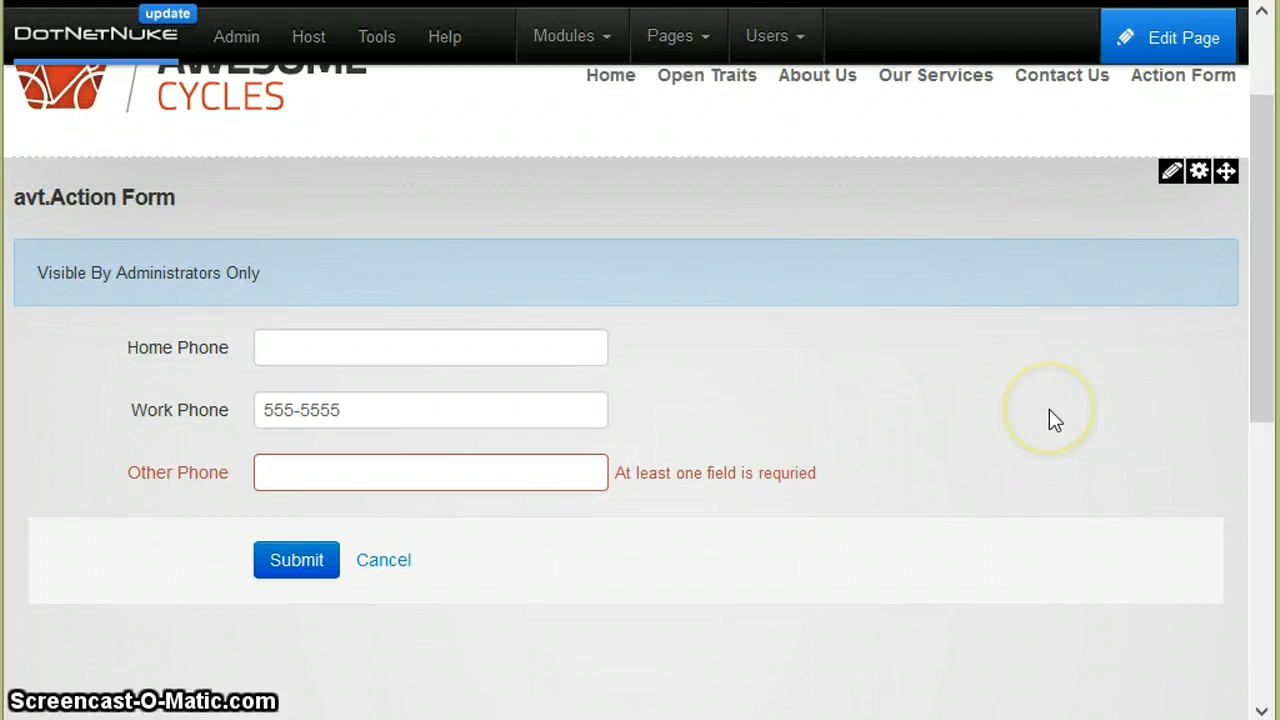 update
DotNetNuke Admin Host Tools Help Modules Pages Users Edit Page
AWESOME
CYCLES
Home Open Traits About Us Our Services Contact Us Action Form
avt.Action Form
Visible By Administrators Only
Home Phone
Work Phone 555-5555
Other Phone At least one field is requried
Submit Cancel
Screencast-O-Matic.com